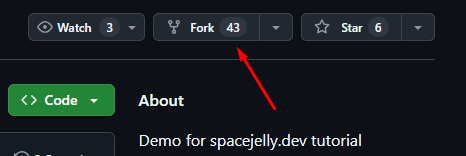 Watch 3
Fork 43
Star 6
Code
About
Demo for spacejelly.dev tutorial